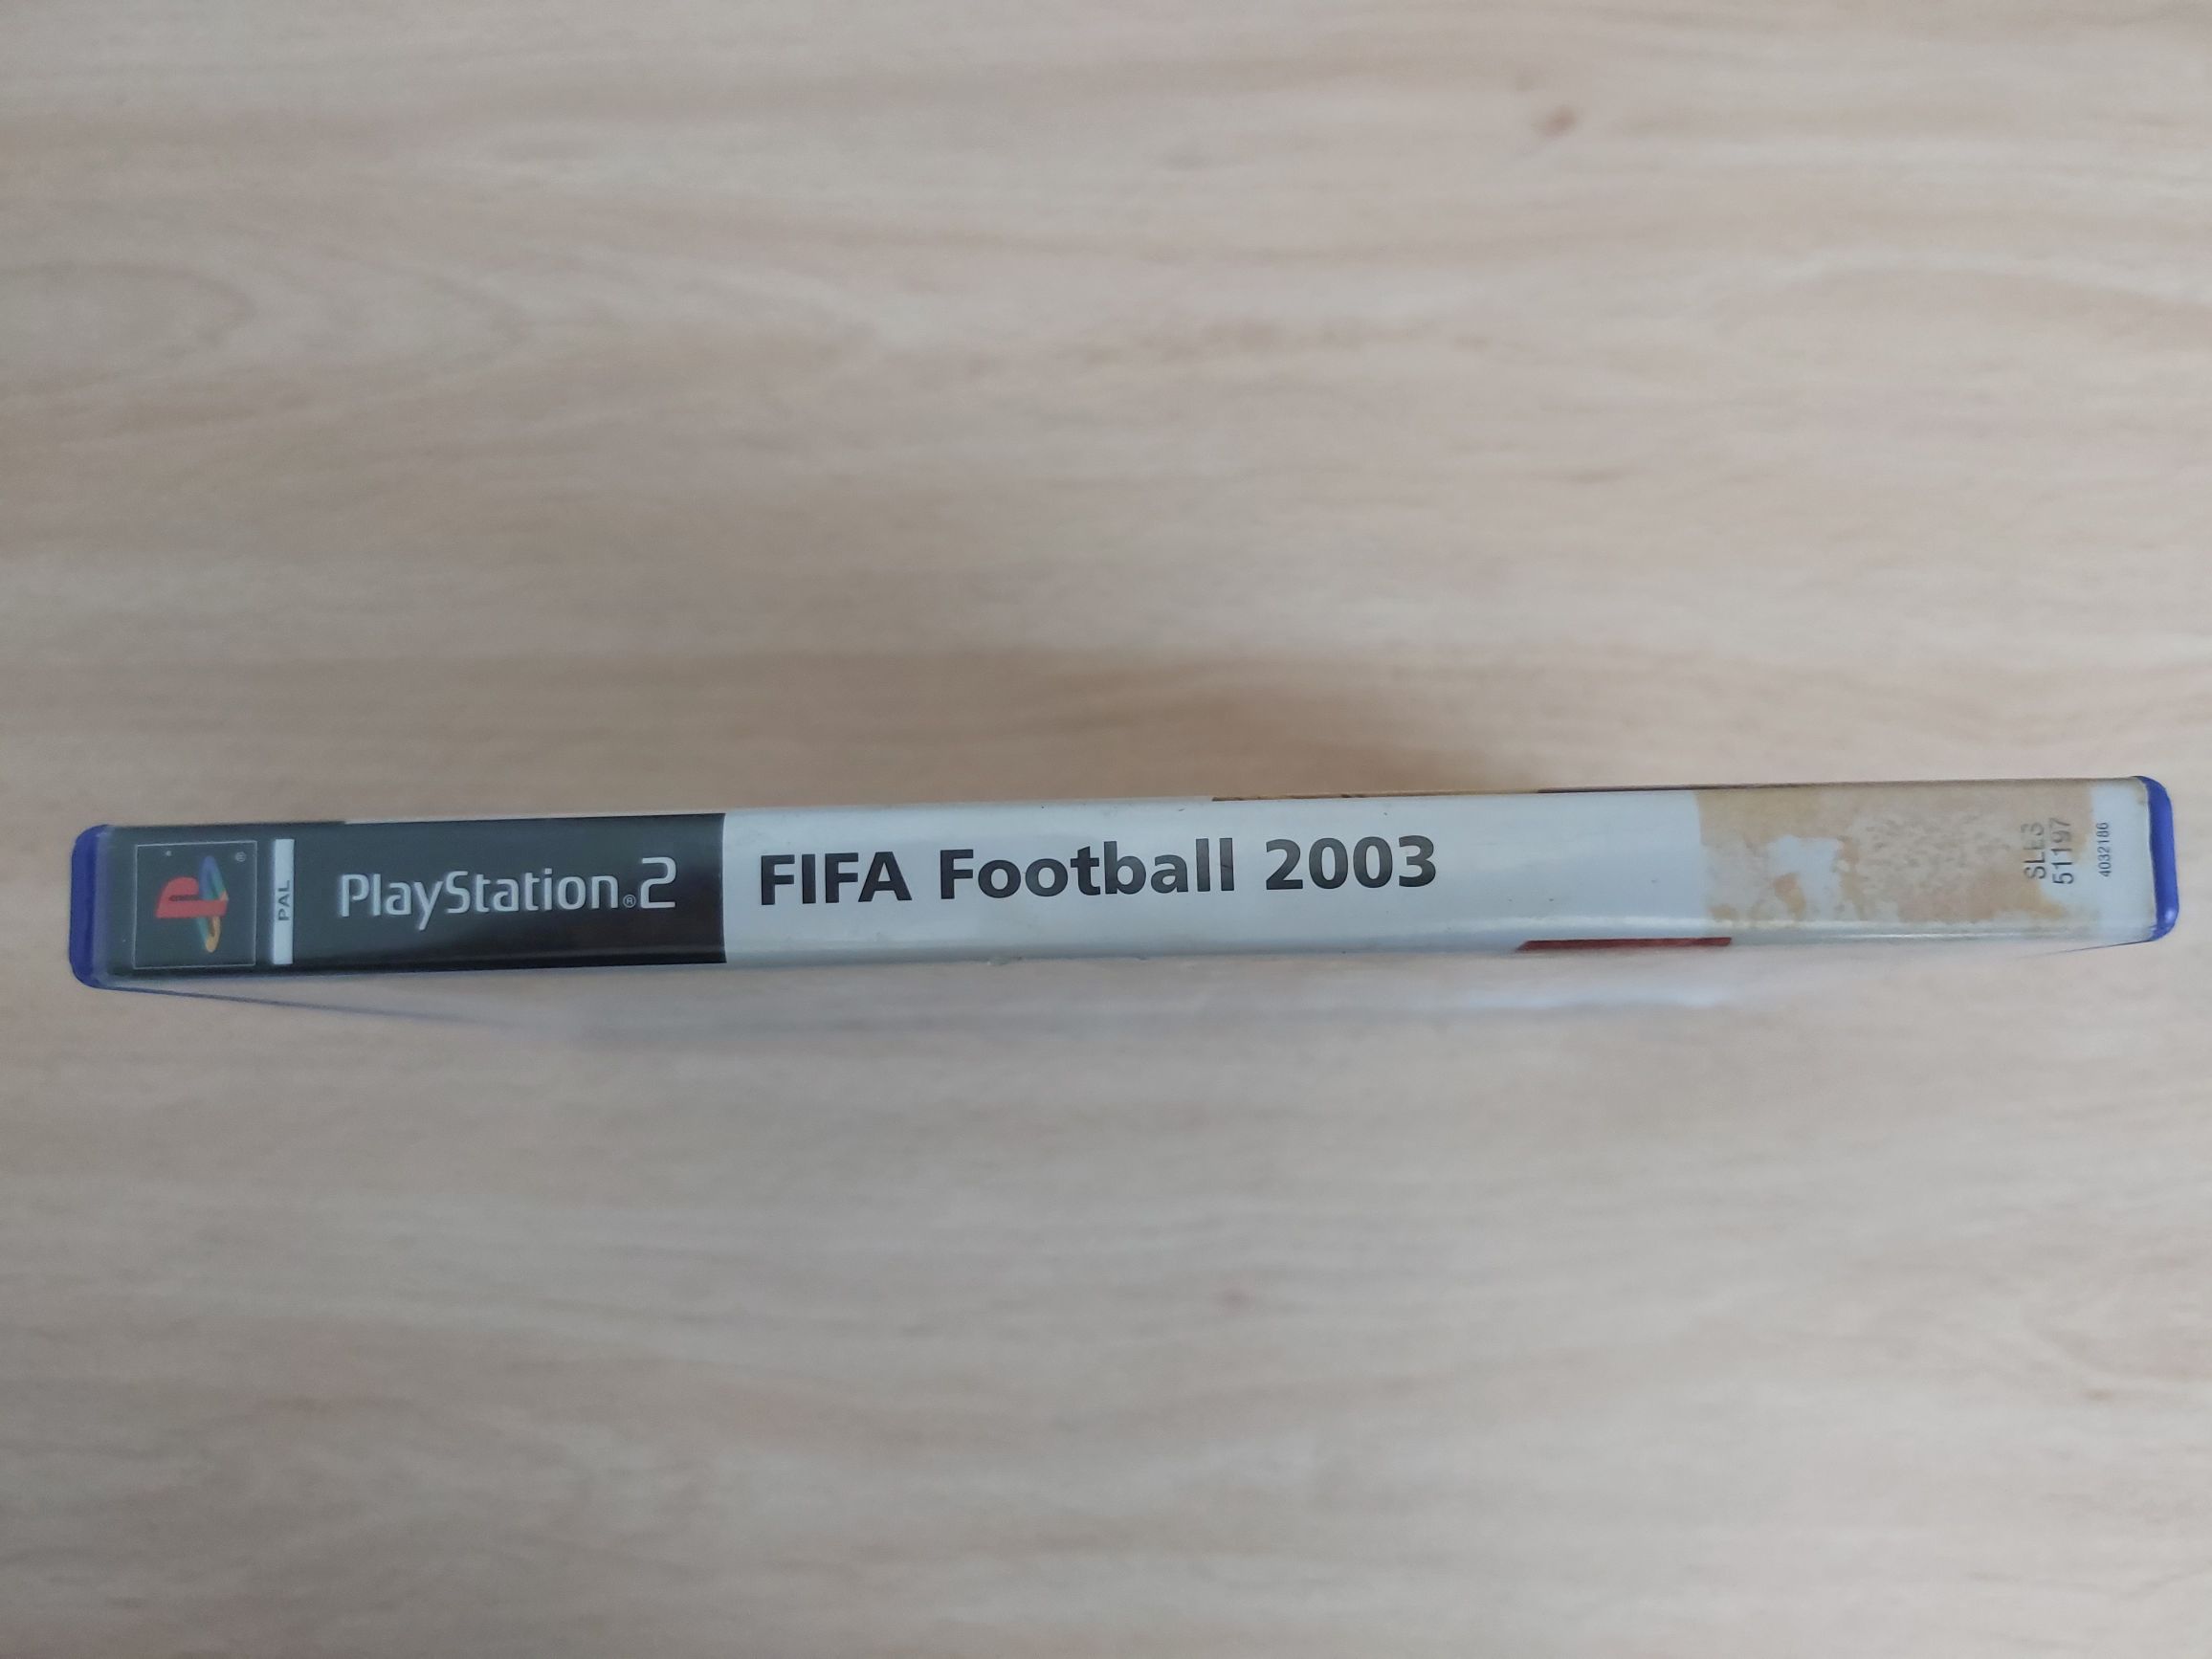 PAL
PlayStation®2
FIFA Football 2003
SLES
51197
4032186